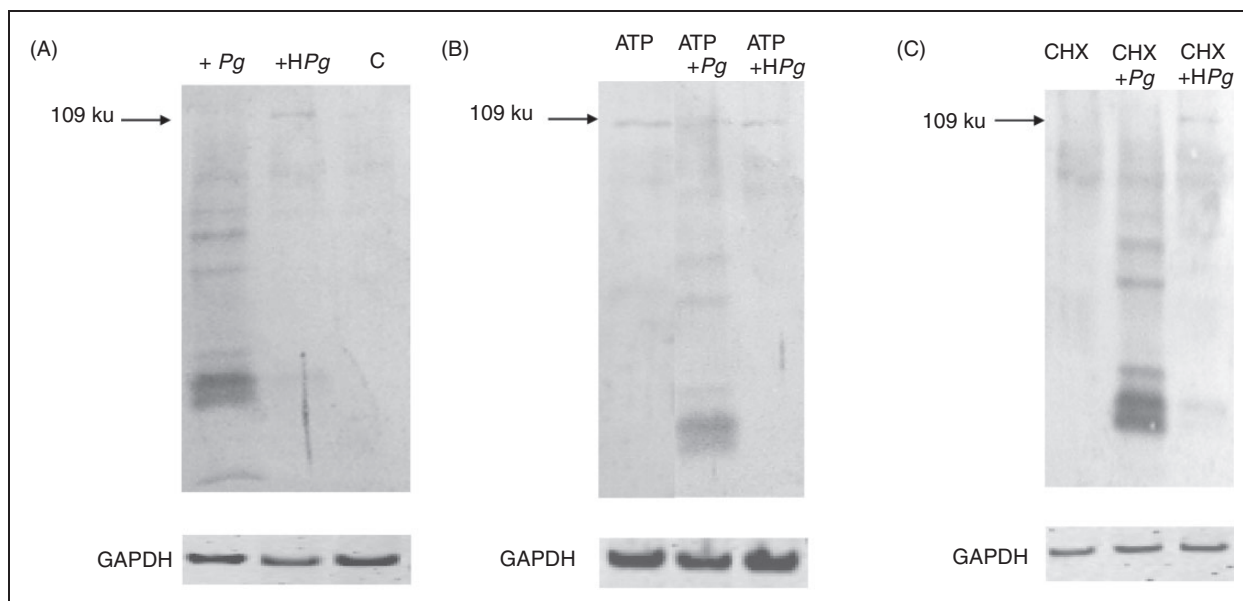 (A)
+ Pg +HPg C
109 ku
GAPDH
(B)
ATP ATP ATP
+Pg +HPg
109 ku
GAPDH
(C)
CHX CHX CHX
+Pg +HPg
109 ku
GAPDH